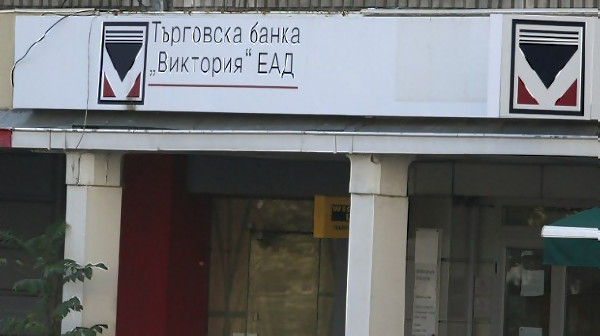 Търговска банка
„Виктория“ ЕАД